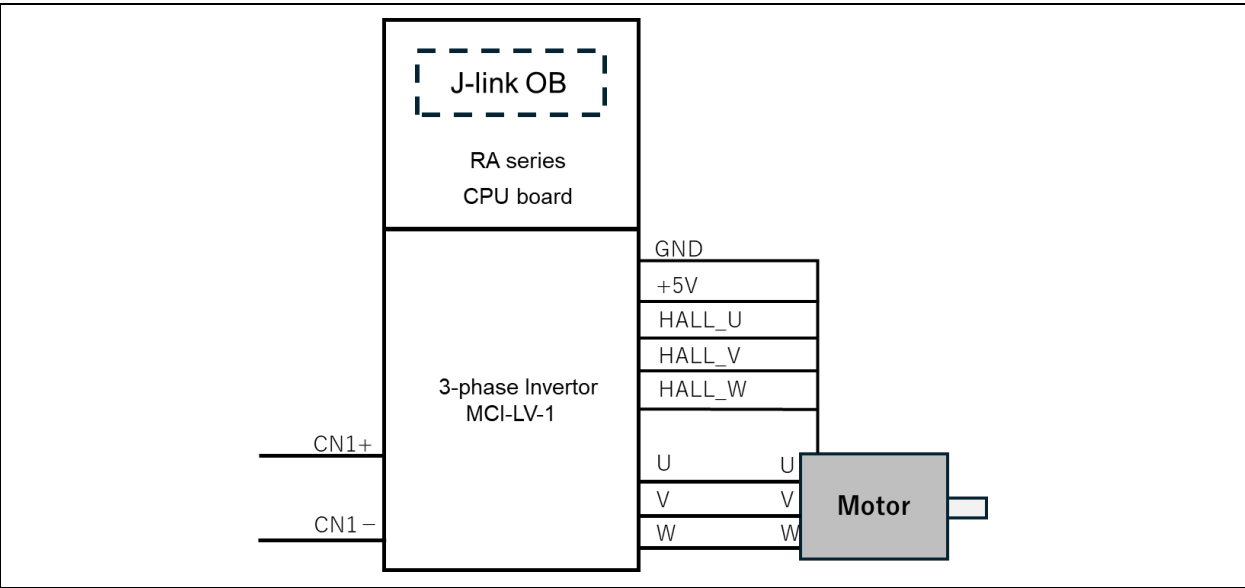 J-link OB
RA series
CPU board
GND
+5V
HALL_U
HALL_V
HALL_W
3-phase Invertor
MCI-LV-1
CN1+
CN1-
U U
V V
W W
Motor